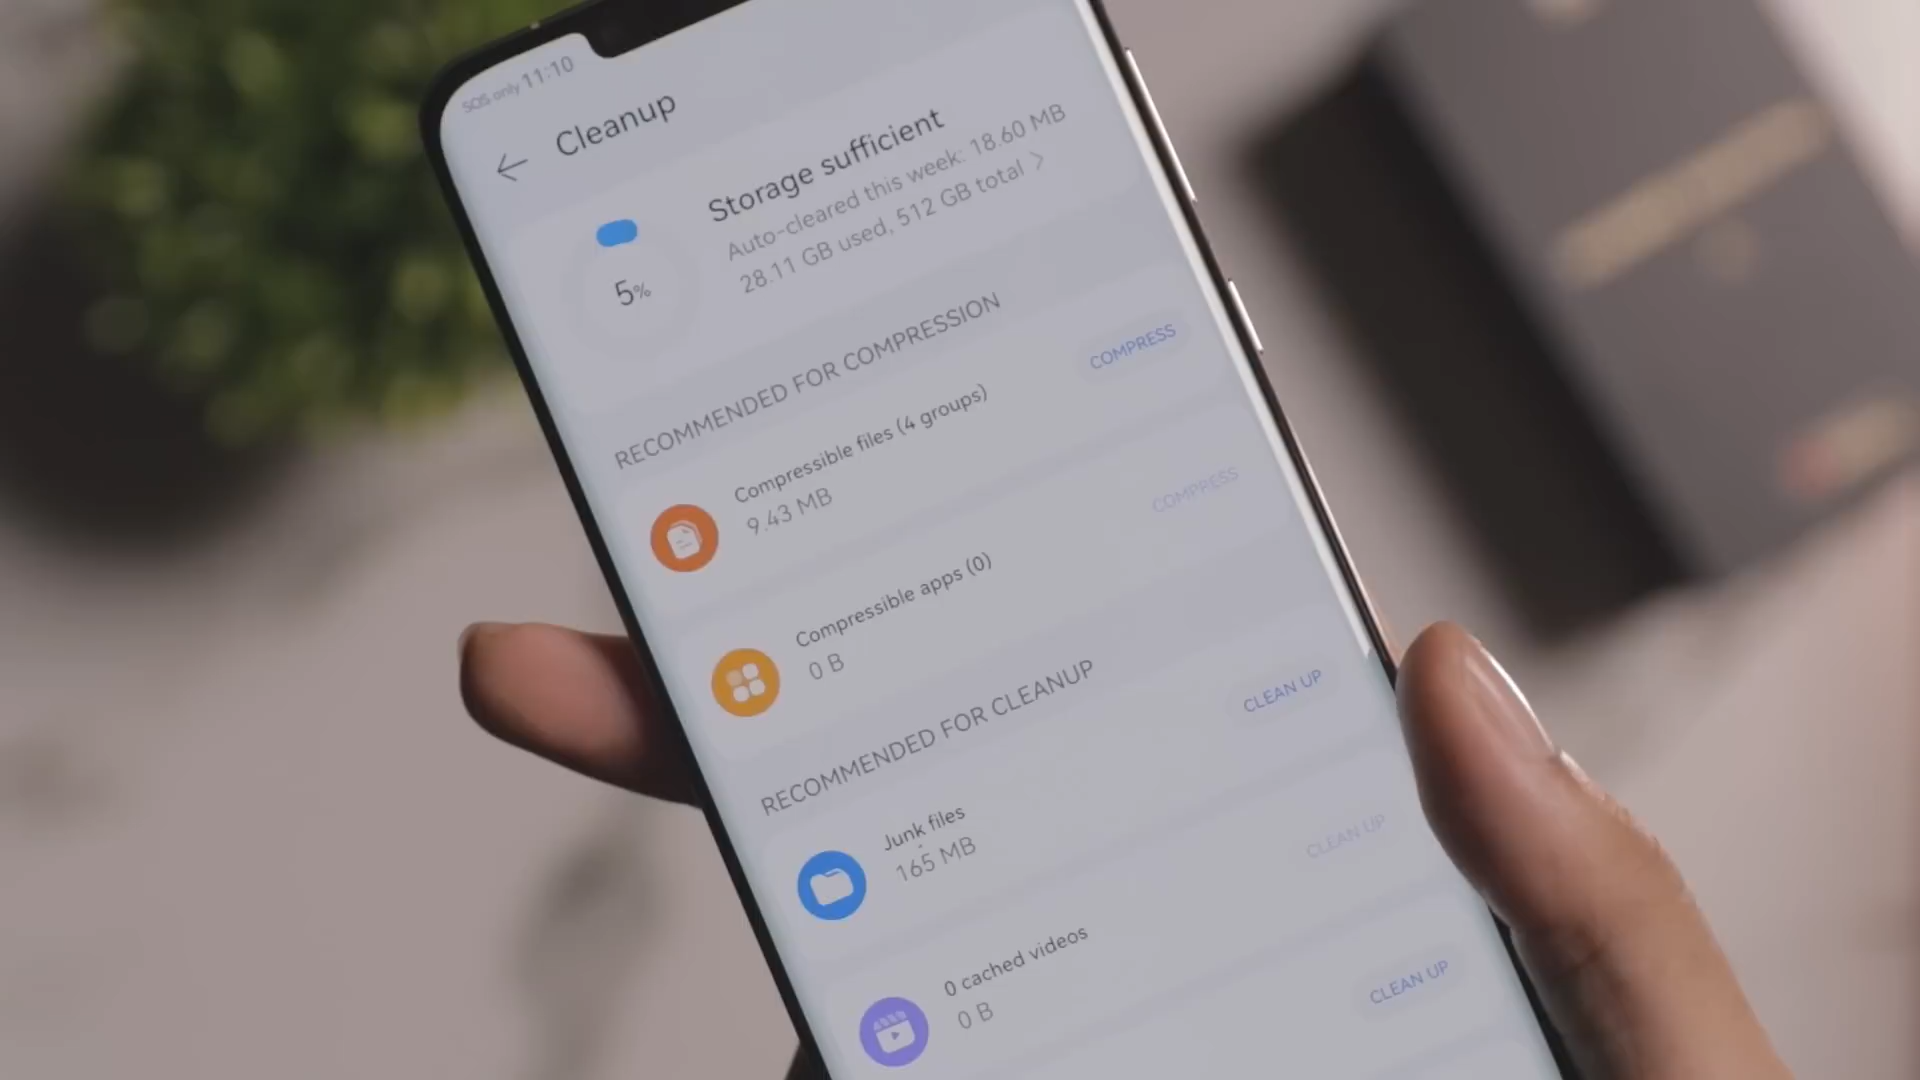 SOS only 11:10
Cleanup
Storage sufficient
Auto-cleared this week: 18.60 MB
28.11 GB used, 512 GB total
5%
RECOMMENDED FOR COMPRESSION
Compressible files (4 groups)
9.43 MB
COMPRESS
Compressible apps (0)
0 B
COMPRESS
RECOMMENDED FOR CLEANUP
Junk files
165 MB
CLEAN UP
0 cached videos
0 B
CLEAN UP
CLEAN UP